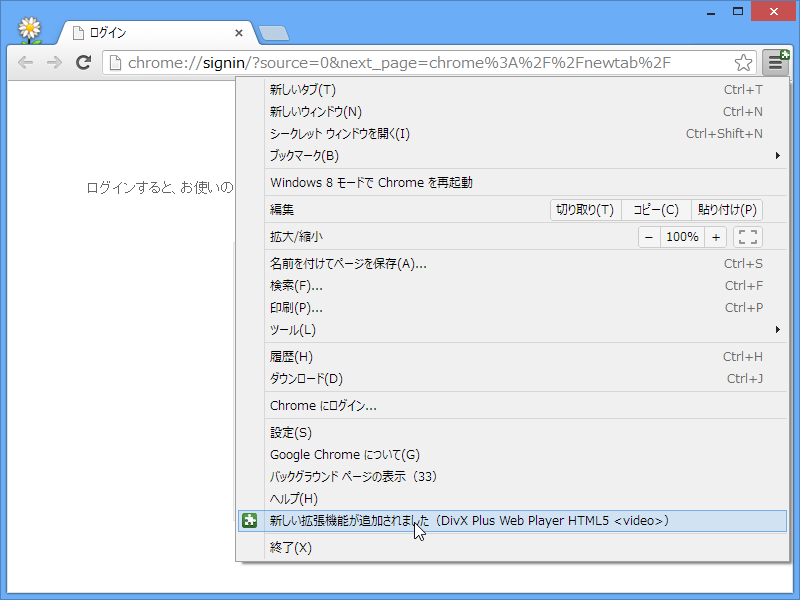 ログイン
chrome://signin/?source=0&next_page=chrome%3A%2F%2Fnewtab%2F
ログインすると、お使いの
新しいタブ(T) Ctrl+T
新しいウィンドウ(N) Ctrl+N
シークレット ウィンドウを開く(I) Ctrl+Shift+N
ブックマーク(B)
Windows 8 モードで Chrome を再起動
編集 切り取り(T) コピー(C) 貼り付け(P)
拡大/縮小 − 100% +
名前を付けてページを保存(A)... Ctrl+S
検索(F)... Ctrl+F
印刷(P)... Ctrl+P
ツール(L)
履歴(H) Ctrl+H
ダウンロード(D) Ctrl+J
Chrome にログイン...
設定(S)
Google Chrome について(G)
バックグラウンド ページの表示（33）
ヘルプ(H)
新しい拡張機能が追加されました（DivX Plus Web Player HTML5 <video>）
終了(X)